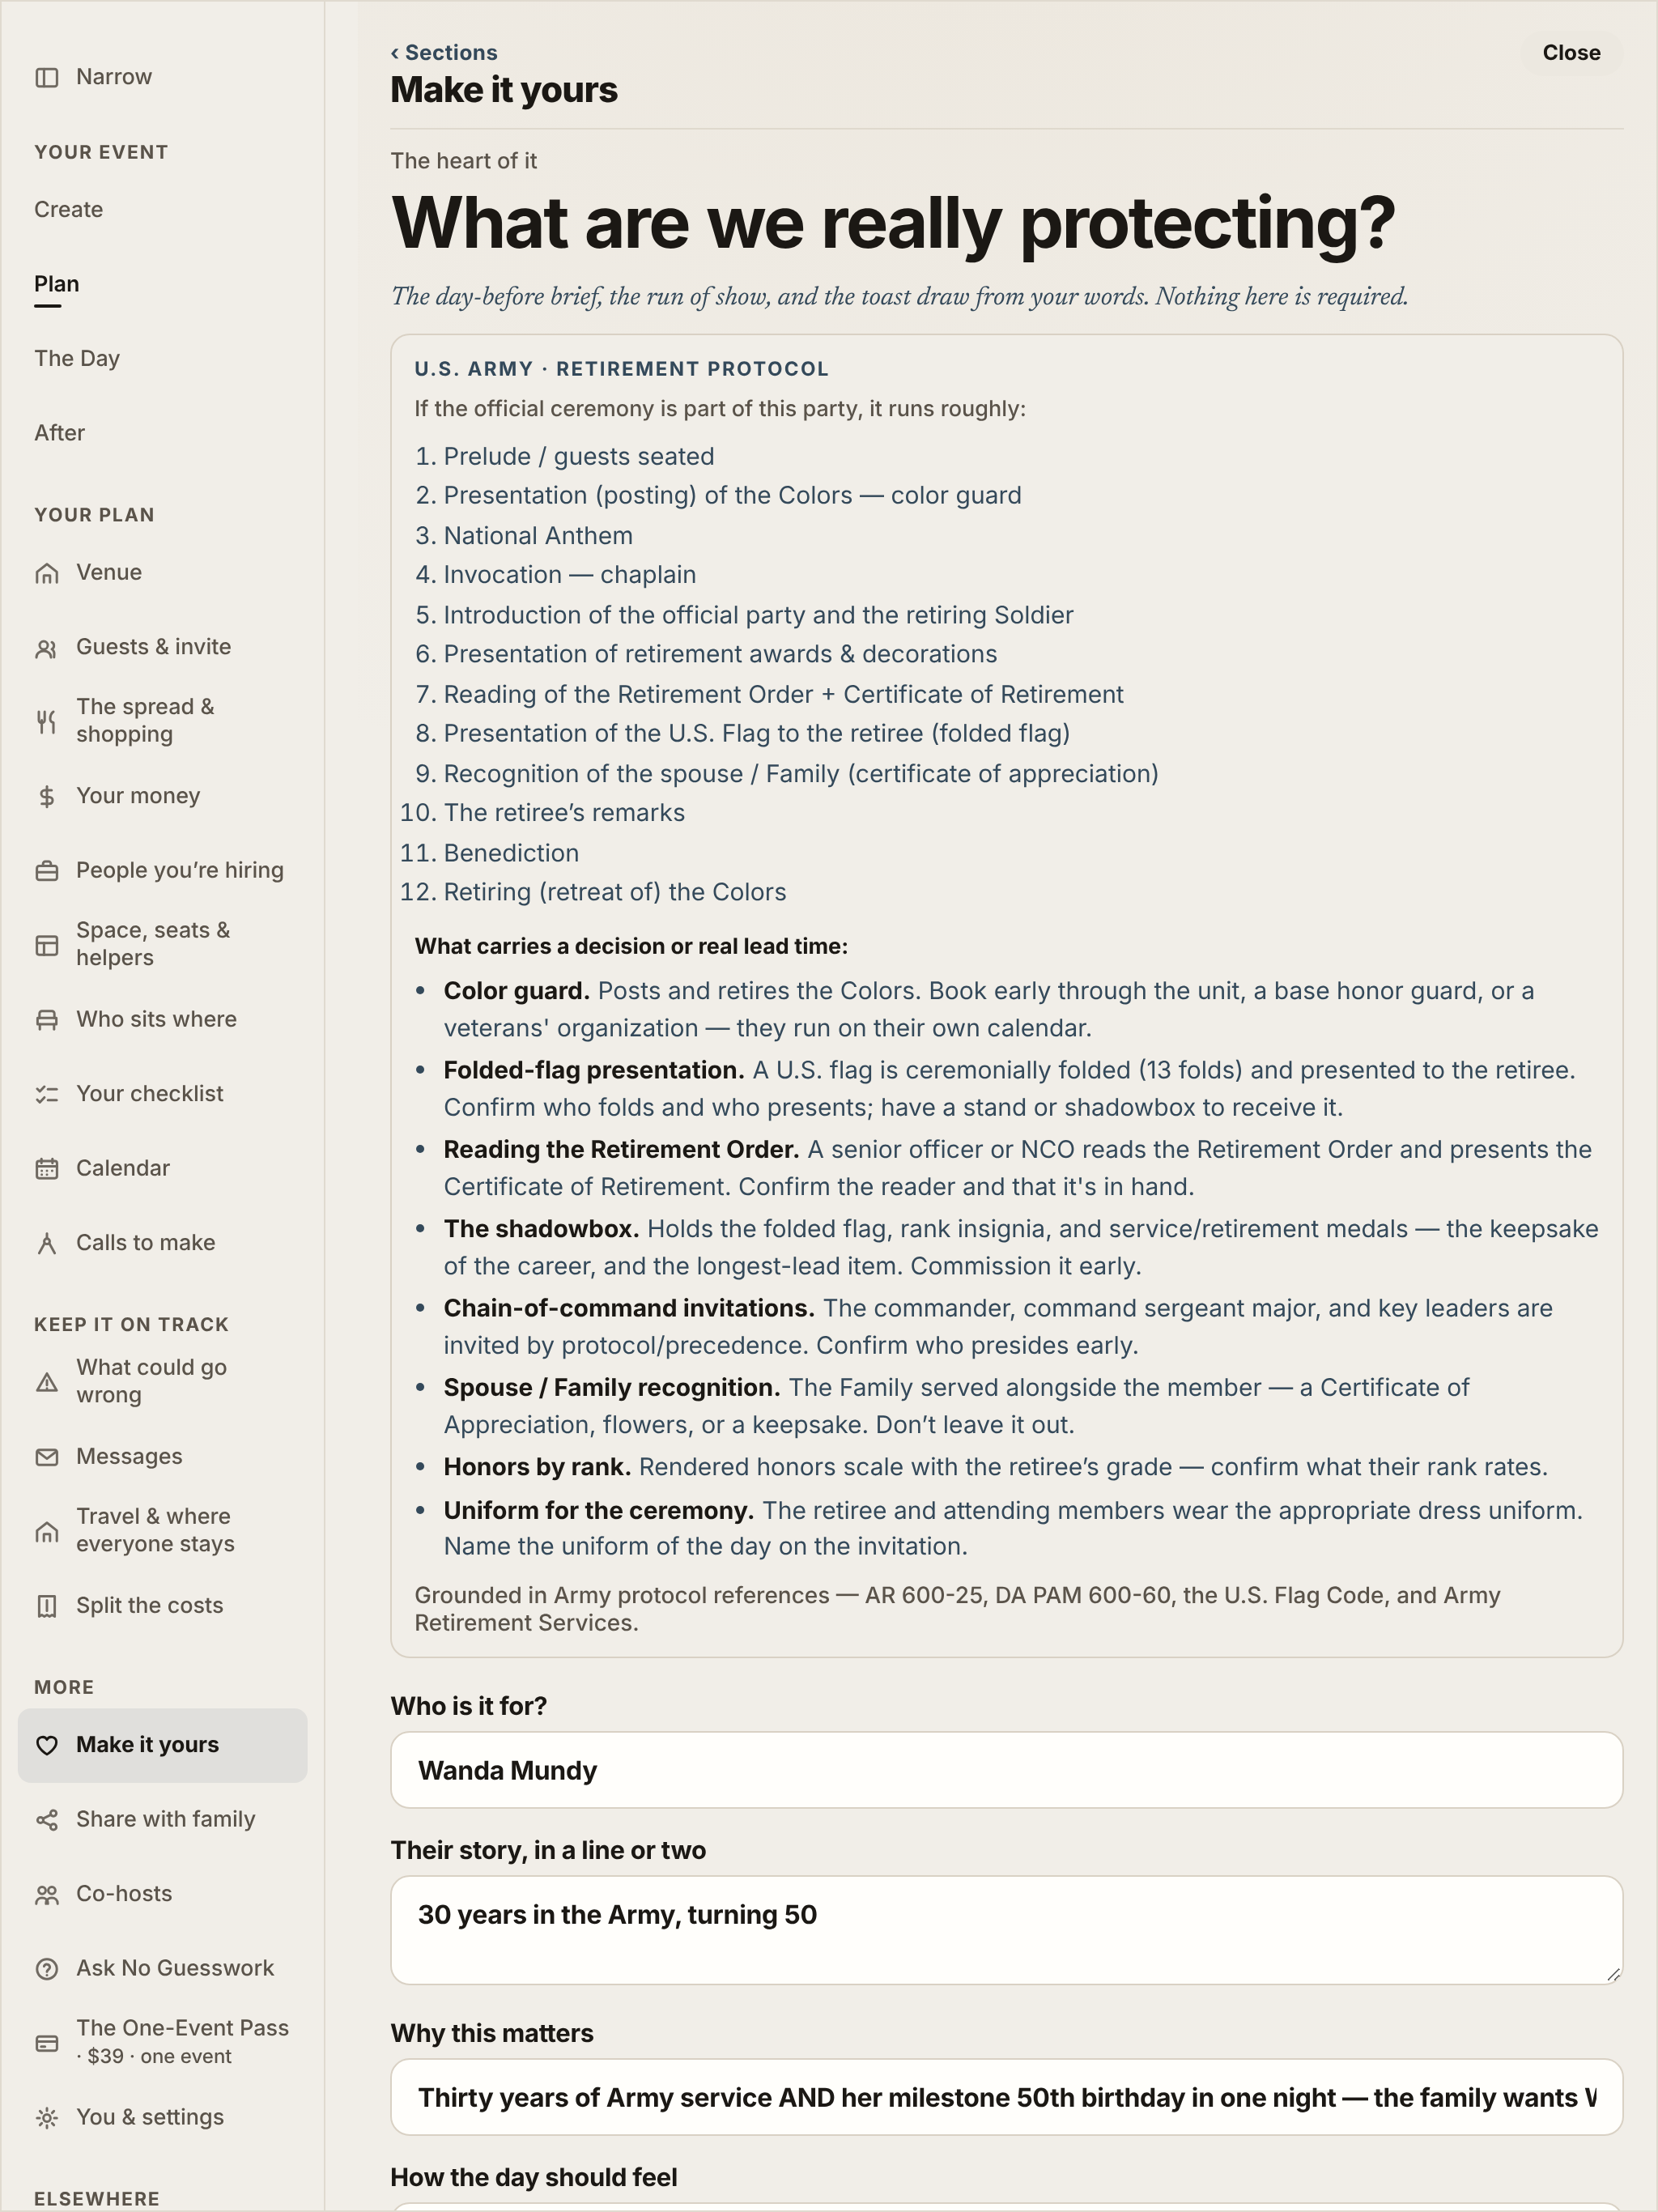 Narrow
YOUR EVENT
Create
Plan
The Day
After
YOUR PLAN
Venue
Guests & invite
The spread &
shopping
Your money
People you’re hiring
Space, seats &
helpers
Who sits where
Your checklist
Calendar
Calls to make
KEEP IT ON TRACK
What could go
wrong
Messages
Travel & where
everyone stays
Split the costs
MORE
Make it yours
Share with family
Co-hosts
Ask No Guesswork
The One-Event Pass
· $39 · one event
You & settings
ELSEWHERE
‹ Sections
Close
Make it yours
The heart of it
What are we really protecting?
The day-before brief, the run of show, and the toast draw from your words. Nothing here is required.
U.S. ARMY · RETIREMENT PROTOCOL
If the official ceremony is part of this party, it runs roughly:
1. Prelude / guests seated
2. Presentation (posting) of the Colors — color guard
3. National Anthem
4. Invocation — chaplain
5. Introduction of the official party and the retiring Soldier
6. Presentation of retirement awards & decorations
7. Reading of the Retirement Order + Certificate of Retirement
8. Presentation of the U.S. Flag to the retiree (folded flag)
9. Recognition of the spouse / Family (certificate of appreciation)
10. The retiree’s remarks
11. Benediction
12. Retiring (retreat of) the Colors
What carries a decision or real lead time:
• Color guard. Posts and retires the Colors. Book early through the unit, a base honor guard, or a
veterans' organization — they run on their own calendar.
• Folded-flag presentation. A U.S. flag is ceremonially folded (13 folds) and presented to the retiree.
Confirm who folds and who presents; have a stand or shadowbox to receive it.
• Reading the Retirement Order. A senior officer or NCO reads the Retirement Order and presents the
Certificate of Retirement. Confirm the reader and that it's in hand.
• The shadowbox. Holds the folded flag, rank insignia, and service/retirement medals — the keepsake
of the career, and the longest-lead item. Commission it early.
• Chain-of-command invitations. The commander, command sergeant major, and key leaders are
invited by protocol/precedence. Confirm who presides early.
• Spouse / Family recognition. The Family served alongside the member — a Certificate of
Appreciation, flowers, or a keepsake. Don’t leave it out.
• Honors by rank. Rendered honors scale with the retiree’s grade — confirm what their rank rates.
• Uniform for the ceremony. The retiree and attending members wear the appropriate dress uniform.
Name the uniform of the day on the invitation.
Grounded in Army protocol references — AR 600-25, DA PAM 600-60, the U.S. Flag Code, and Army
Retirement Services.
Who is it for?
Wanda Mundy
Their story, in a line or two
30 years in the Army, turning 50
Why this matters
Thirty years of Army service AND her milestone 50th birthday in one night — the family wants
How the day should feel